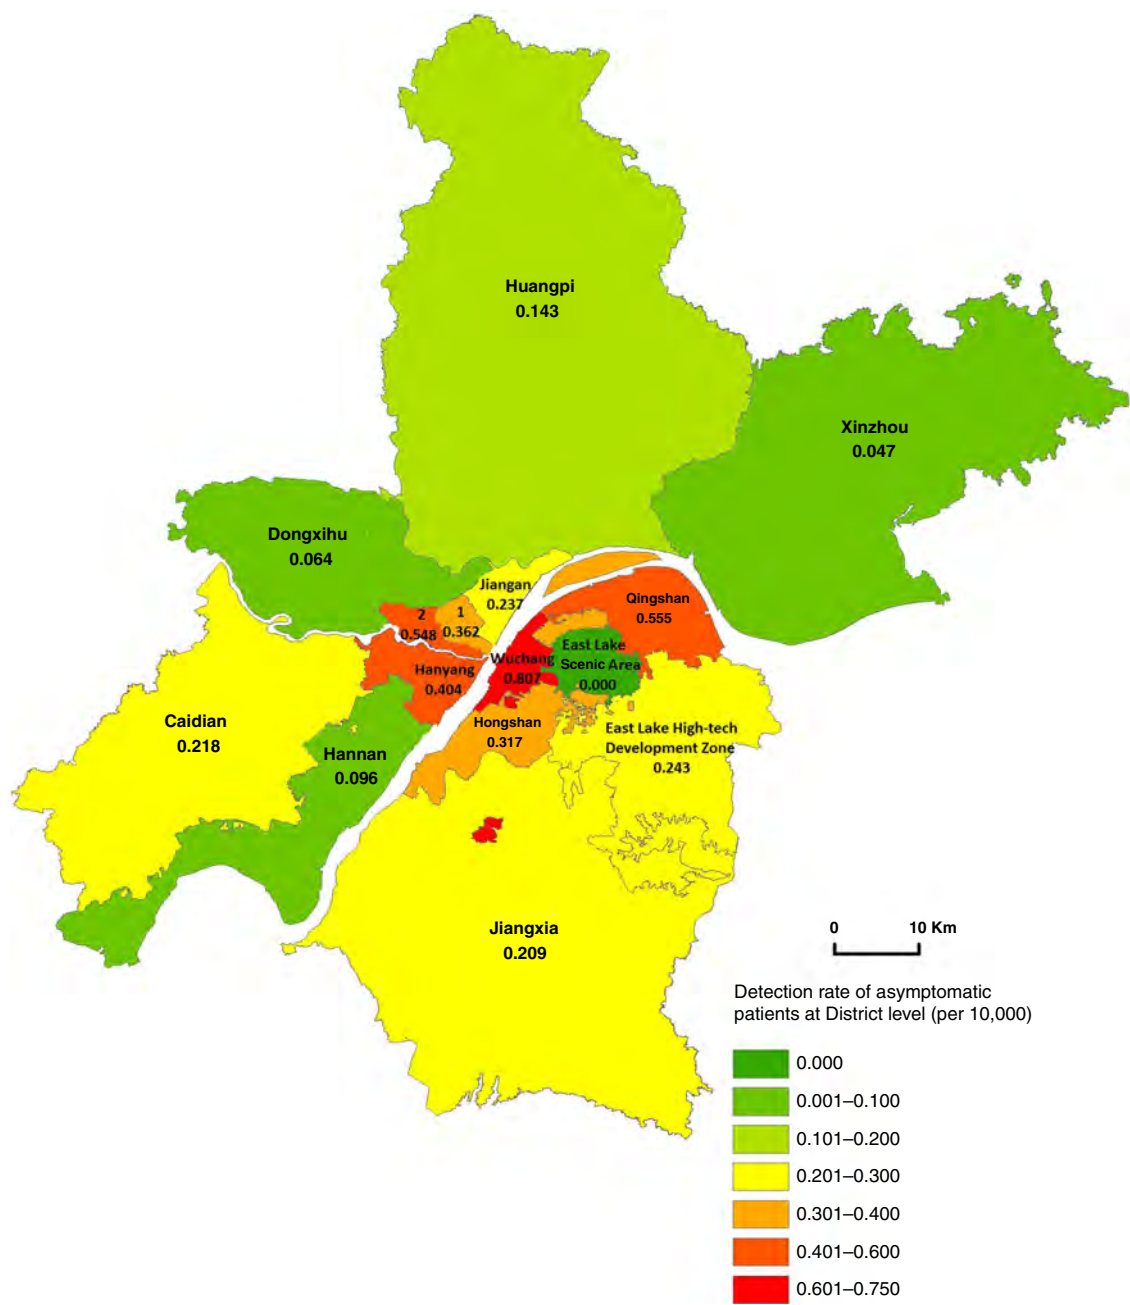 Huangpi
0.143
Xinzhou
0.047
Dongxihu
0.064
Jiangan
0.237
2
0.548
1
0.362
Qingshan
0.555
East Lake
Scenic Area
0.000
Wuchang
0.807
Hanyang
0.404
Caidian
0.218
Hongshan
0.317
East Lake High-tech
Development Zone
0.243
Hannan
0.096
Jiangxia
0.209
0 10 Km
Detection rate of asymptomatic
patients at District level (per 10,000)
0.000
0.001–0.100
0.101–0.200
0.201–0.300
0.301–0.400
0.401–0.600
0.601–0.750